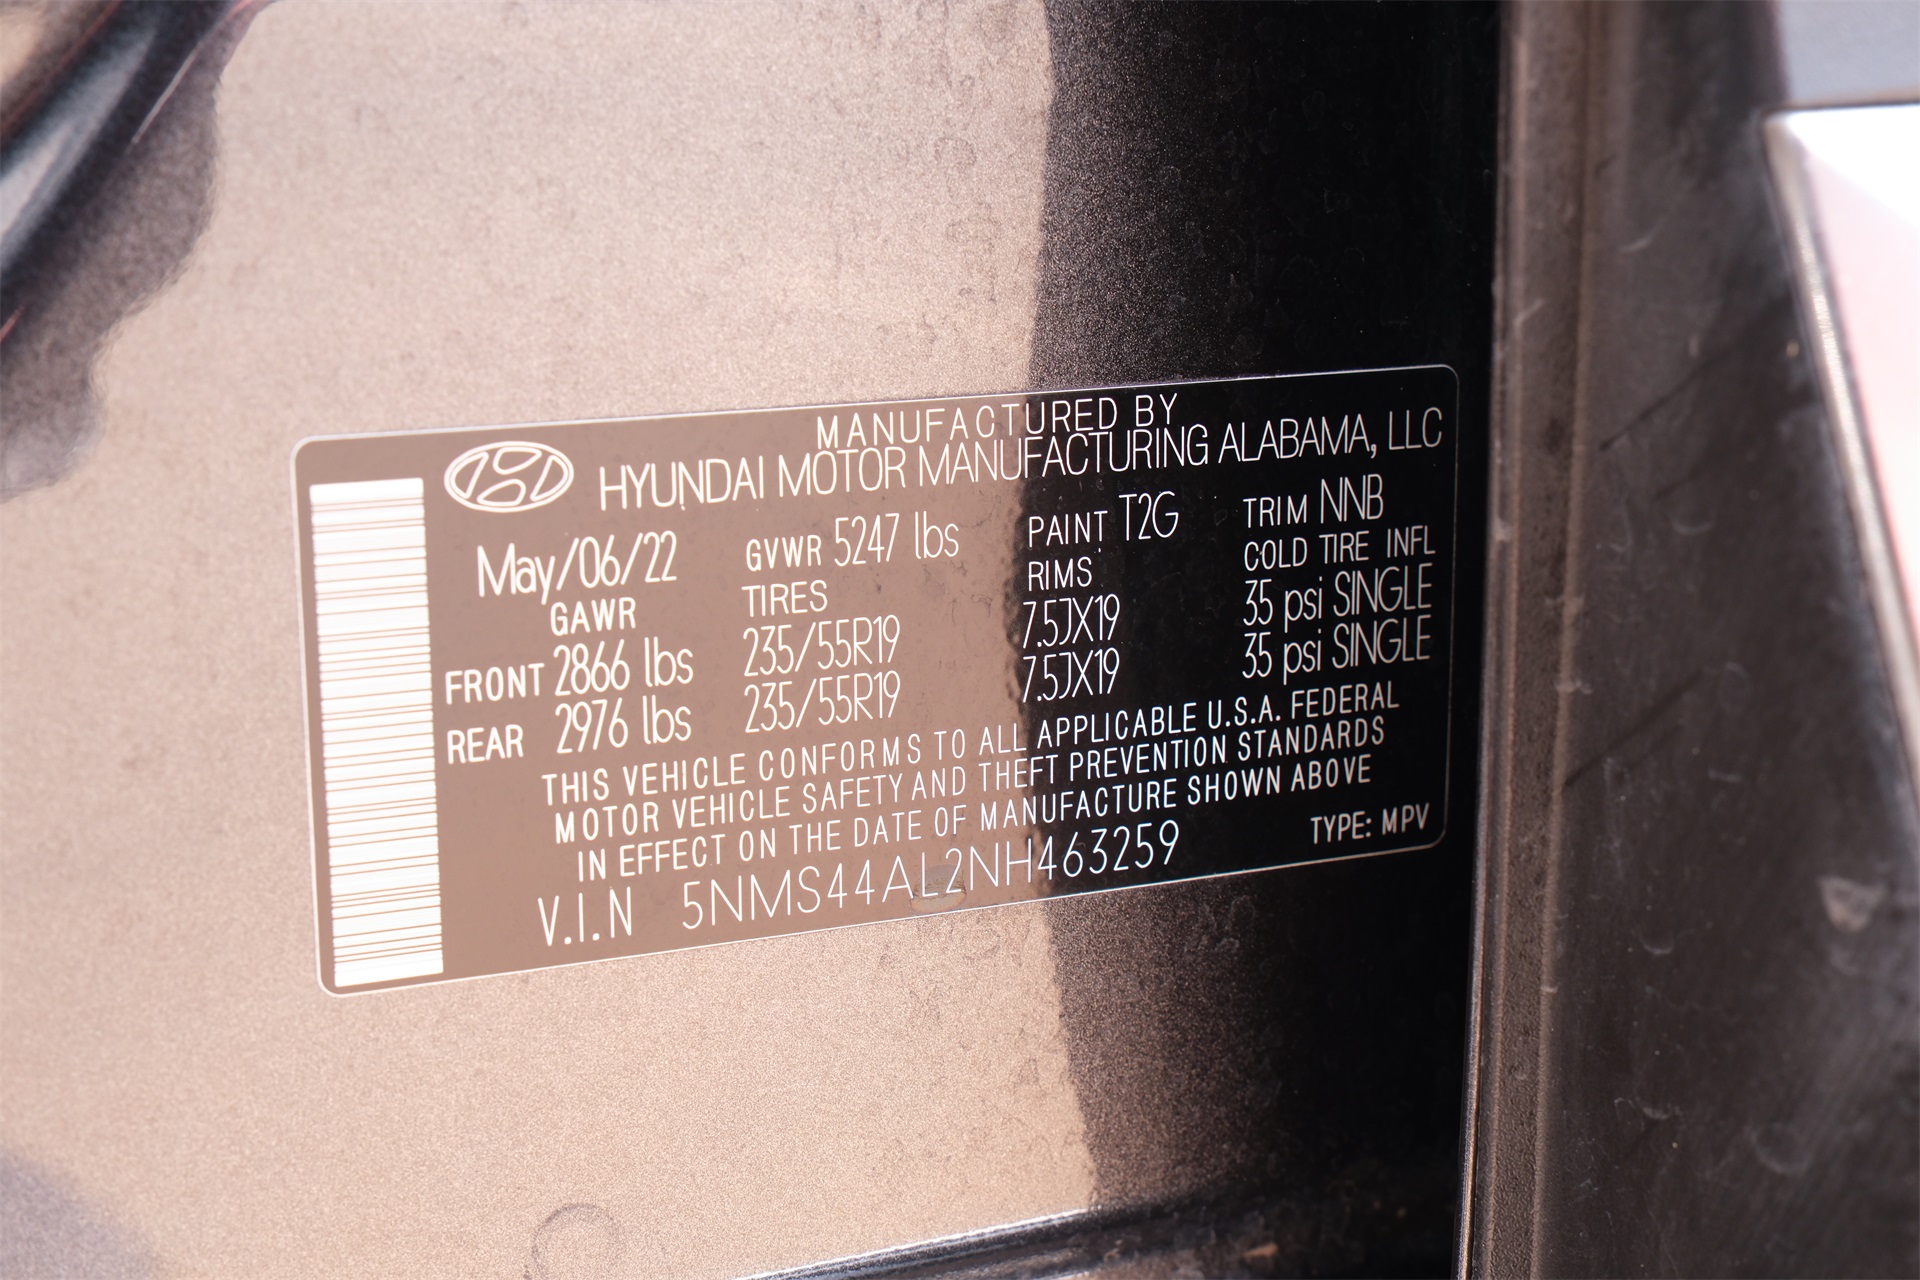 MANUFACTURED BY
HYUNDAI MOTOR MANUFACTURING ALABAMA, LLC
May/06/22 GVWR 5247 lbs PAINT T2G TRIM NNB
GAWR TIRES RIMS COLD TIRE INFL
FRONT 2866 lbs 235/55R19 7.5JX19 35 psi SINGLE
REAR 2976 lbs 235/55R19 7.5JX19 35 psi SINGLE
THIS VEHICLE CONFORMS TO ALL APPLICABLE U.S.A. FEDERAL
MOTOR VEHICLE SAFETY AND THEFT PREVENTION STANDARDS
IN EFFECT ON THE DATE OF MANUFACTURE SHOWN ABOVE
V.I.N 5NMS44AL2NH463259 TYPE: MPV